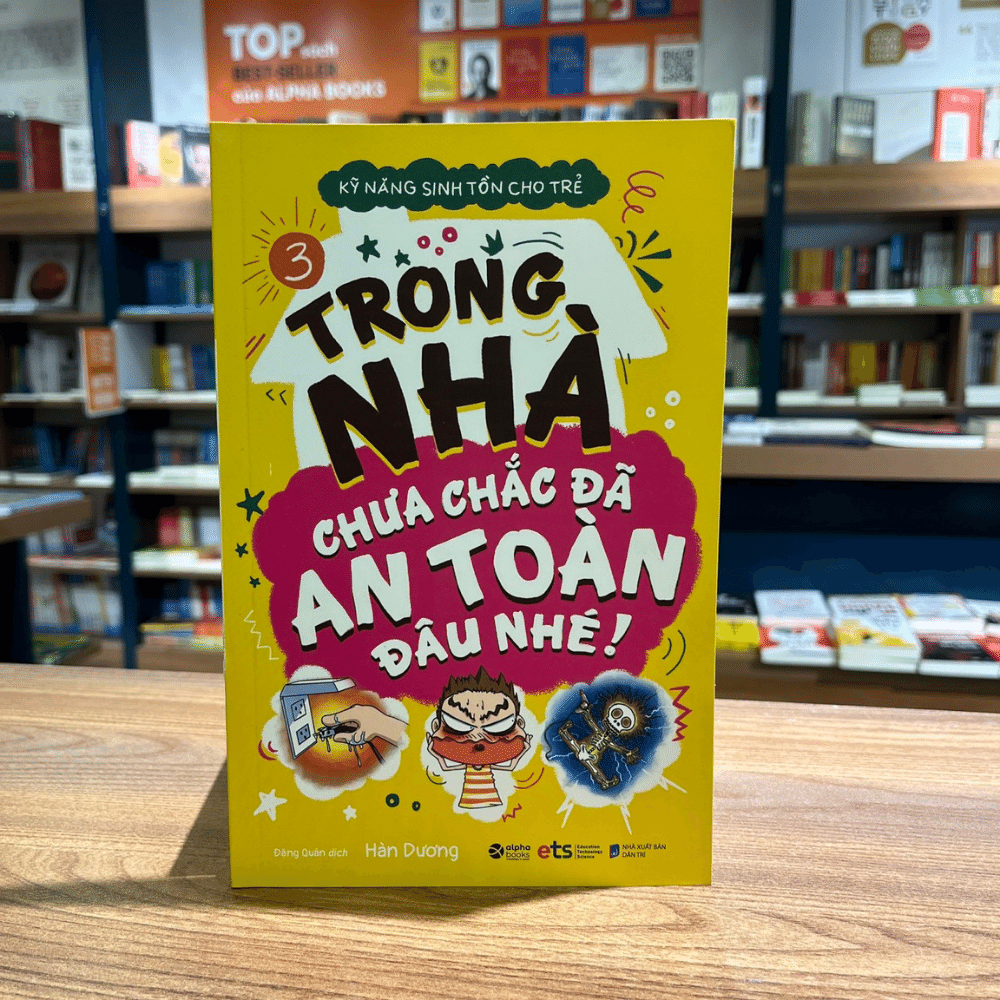 TOP sách
BEST-SELLER
của ALPHA BOOKS
KỸ NĂNG SINH TỒN CHO TRẺ
3
TRONG
NHÀ
CHƯA CHẮC ĐÃ
AN TOÀN
ĐÂU NHÉ!
Đặng Quân dịch
Hàn Dương
alpha books
ets
Education
Technology
Science
NHÀ XUẤT BẢN
DÂN TRÍ